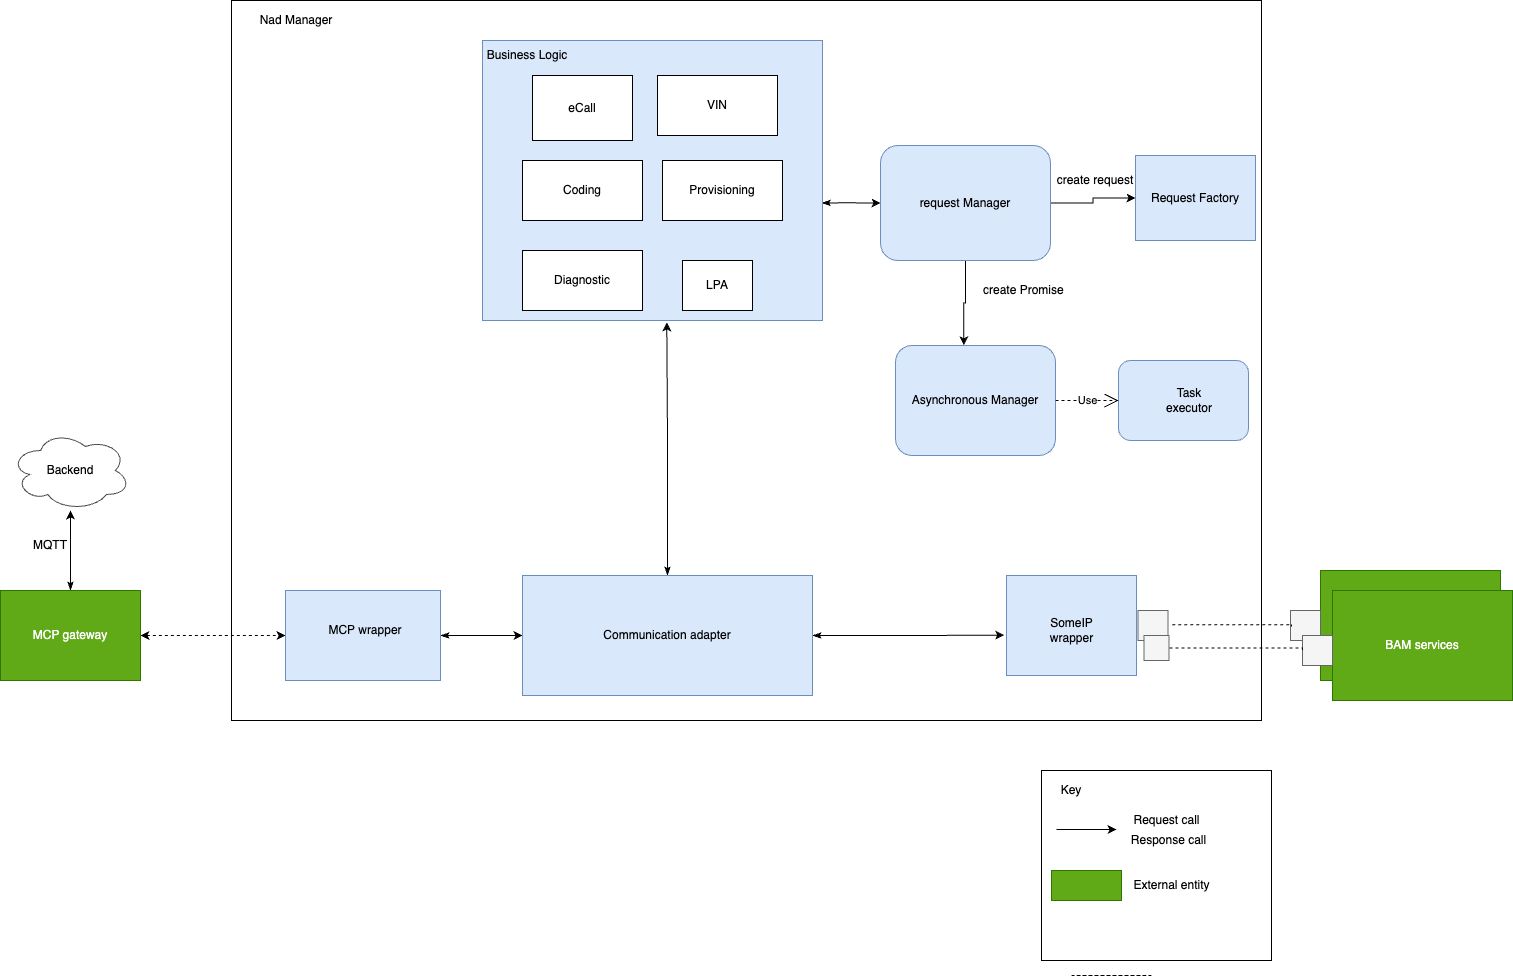 Nad Manager
Business Logic
eCall
VIN
Coding
Provisioning
Diagnostic
LPA
request Manager
create request
Request Factory
create Promise
Asynchronous Manager
Use
Task
executor
Backend
MQTT
MCP gateway
MCP wrapper
Communication adapter
SomeIP
wrapper
BAM services
Key
Request call
Response call
External entity